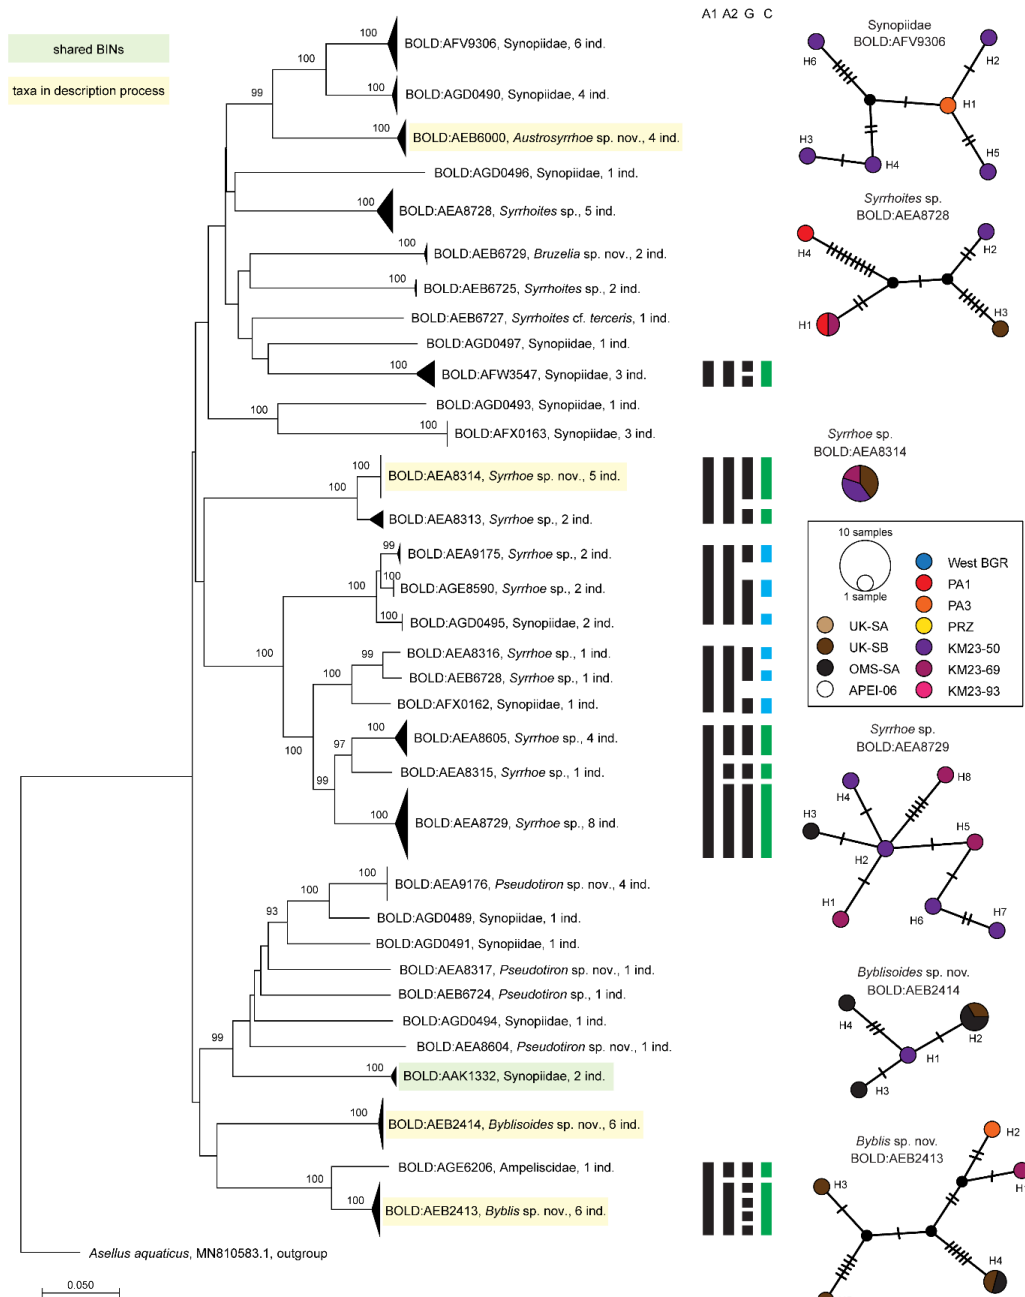 A1 A2 G C
shared BINs
taxa in description process
100
BOLD:AFV9306, Synopiidae, 6 ind.
100
99
100
BOLD:AGD0490, Synopiidae, 4 ind.
100
BOLD:AEB6000, Austrosyrrhoe sp. nov., 4 ind.
BOLD:AGD0496, Synopiidae, 1 ind.
100
BOLD:AEA8728, Syrrhoites sp., 5 ind.
100
BOLD:AEB6729, Bruzelia sp. nov., 2 ind.
100
BOLD:AEB6725, Syrrhoites sp., 2 ind.
BOLD:AEB6727, Syrrhoites cf. terceris, 1 ind.
BOLD:AGD0497, Synopiidae, 1 ind.
100
BOLD:AFW3547, Synopiidae, 3 ind.
BOLD:AGD0493, Synopiidae, 1 ind.
100
100
BOLD:AFX0163, Synopiidae, 3 ind.
100
BOLD:AEA8314, Syrrhoe sp. nov., 5 ind.
100
100
BOLD:AEA8313, Syrrhoe sp., 2 ind.
99
BOLD:AEA9175, Syrrhoe sp., 2 ind.
100
100
BOLD:AGE8590, Syrrhoe sp., 2 ind.
100
BOLD:AGD0495, Synopiidae, 2 ind.
100
BOLD:AEA8316, Syrrhoe sp., 1 ind.
99
BOLD:AEB6728, Syrrhoe sp., 1 ind.
100
BOLD:AFX0162, Synopiidae, 1 ind.
100
100
BOLD:AEA8605, Syrrhoe sp., 4 ind.
97
BOLD:AEA8315, Syrrhoe sp., 1 ind.
99
100
BOLD:AEA8729, Syrrhoe sp., 8 ind.
100
BOLD:AEA9176, Pseudotiron sp. nov., 4 ind.
100
93
BOLD:AGD0489, Synopiidae, 1 ind.
BOLD:AGD0491, Synopiidae, 1 ind.
BOLD:AEA8317, Pseudotiron sp. nov., 1 ind.
BOLD:AEB6724, Pseudotiron sp., 1 ind.
BOLD:AGD0494, Synopiidae, 1 ind.
BOLD:AEA8604, Pseudotiron sp. nov., 1 ind.
99
100
BOLD:AAK1332, Synopiidae, 2 ind.
100
BOLD:AEB2414, Byblisoides sp. nov., 6 ind.
BOLD:AGE6206, Ampeliscidae, 1 ind.
100
100
BOLD:AEB2413, Byblis sp. nov., 6 ind.
Asellus aquaticus, MN810583.1, outgroup
0.050
Synopiidae
BOLD:AFV9306
H6
H2
H1
H3
H4
H5
Syrrhoites sp.
BOLD:AEA8728
H4
H2
H1
H3
Syrrhoe sp.
BOLD:AEA8314
10 samples
1 sample
UK-SA
UK-SB
OMS-SA
APEI-06
West BGR
PA1
PA3
PRZ
KM23-50
KM23-69
KM23-93
Syrrhoe sp.
BOLD:AEA8729
H8
H4
H3
H5
H2
H1
H6
H7
Byblisoides sp. nov.
BOLD:AEB2414
H4
H2
H1
H3
Byblis sp. nov.
BOLD:AEB2413
H2
H3
H4